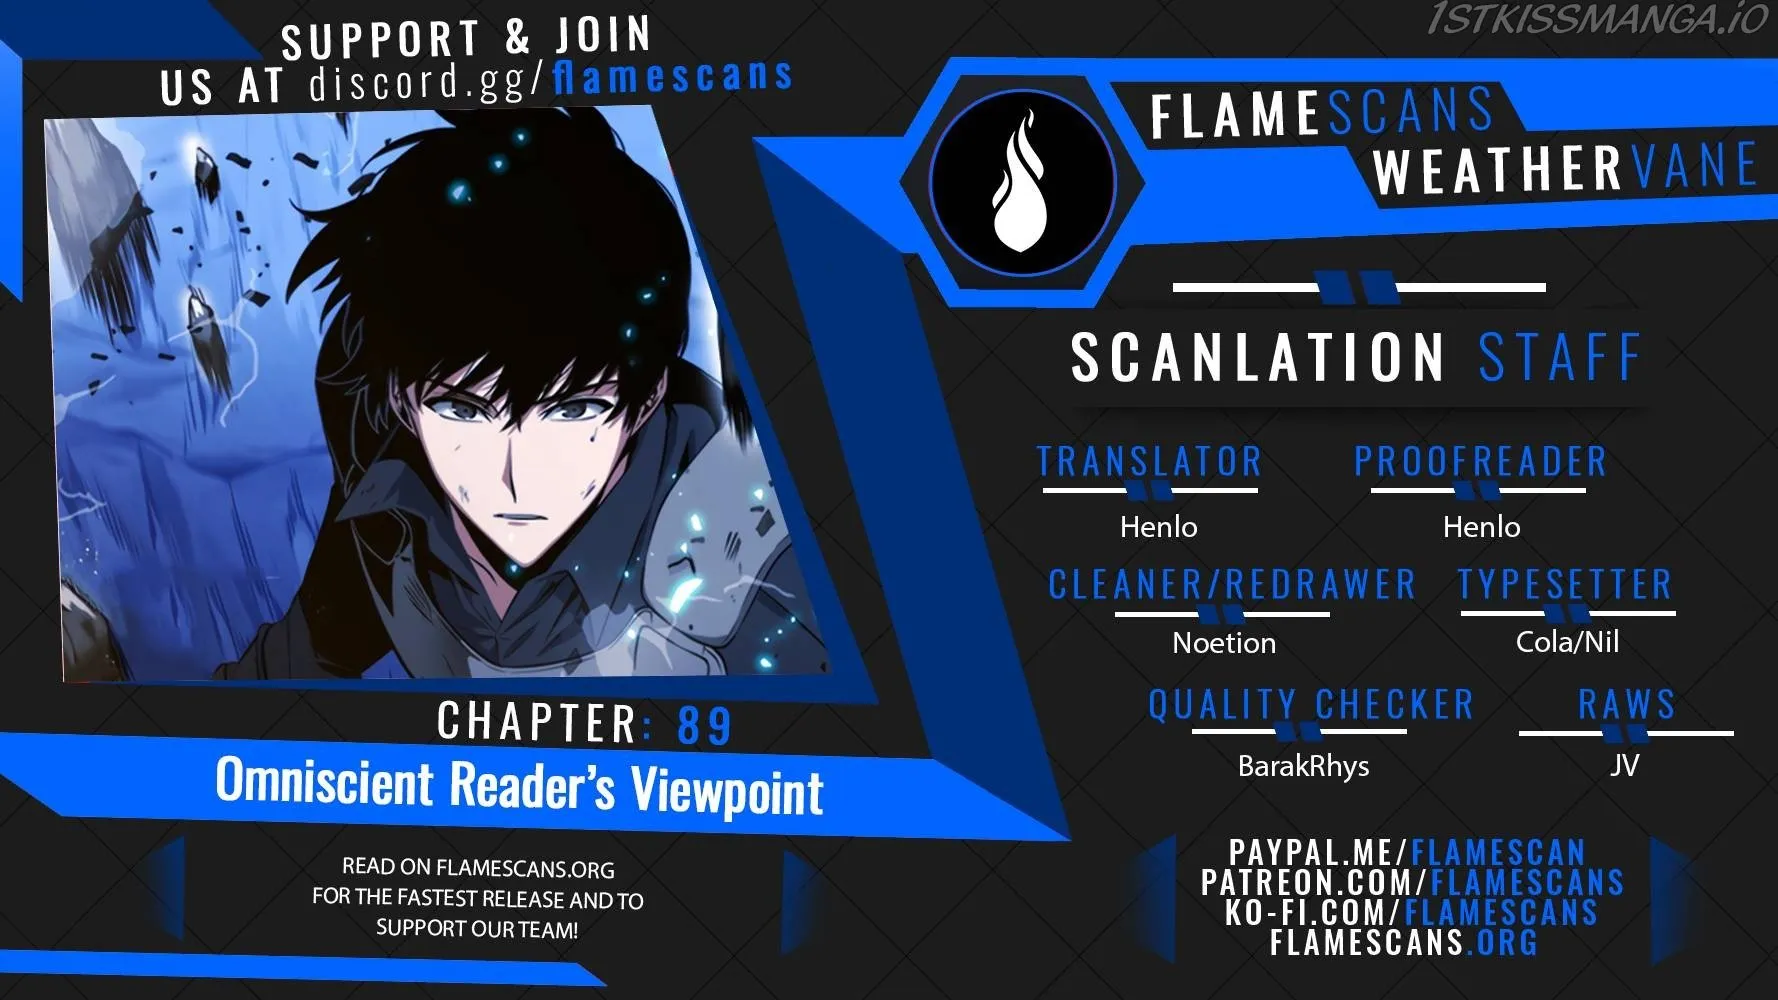 1STKISSMANGA.IO
SUPPORT & JOIN
US AT discord.gg/flamescans
FLAMESCANS
WEATHERVANE
SCANLATION STAFF
TRANSLATOR
Henlo
PROOFREADER
Henlo
CLEANER/REDRAWER
Noetion
TYPESETTER
Cola/Nil
QUALITY CHECKER
BarakRhys
RAWS
JV
CHAPTER: 89
Omniscient Reader’s Viewpoint
READ ON FLAMESCANS.ORG
FOR THE FASTEST RELEASE AND TO
SUPPORT OUR TEAM!
PAYPAL.ME/FLAMESCAN
PATREON.COM/FLAMESCANS
KO-FI.COM/FLAMESCANS
FLAMESCANS.ORG